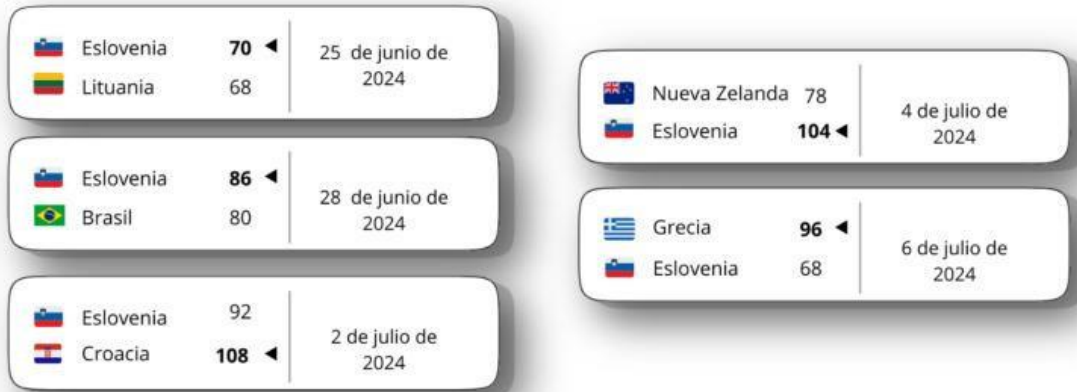 Eslovenia 70
Lituania 68
25 de junio de
2024
Eslovenia 86
Brasil 80
28 de junio de
2024
Eslovenia 92
Croacia 108
2 de julio de
2024
Nueva Zelanda 78
Eslovenia 104
4 de julio de
2024
Grecia 96
Eslovenia 68
6 de julio de
2024